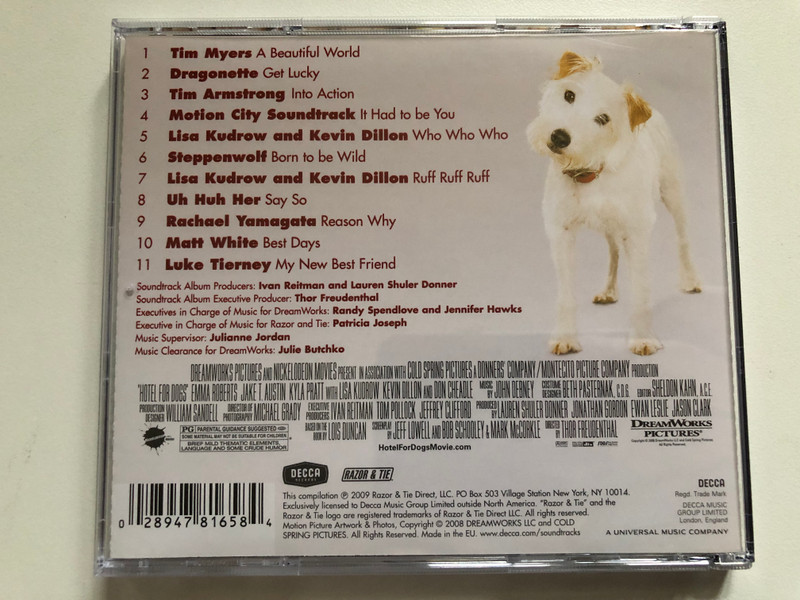 1 Tim Myers A Beautiful World
2 Dragonette Get Lucky
3 Tim Armstrong Into Action
4 Motion City Soundtrack It Had to be You
5 Lisa Kudrow and Kevin Dillon Who Who Who
6 Steppenwolf Born to be Wild
7 Lisa Kudrow and Kevin Dillon Ruff Ruff Ruff
8 Uh Huh Her Say So
9 Rachael Yamagata Reason Why
10 Matt White Best Days
11 Luke Tierney My New Best Friend
Soundtrack Album Producers: Ivan Reitman and Lauren Shuler Donner
Soundtrack Album Executive Producer: Thor Freudenthal
Executives in Charge of Music for DreamWorks: Randy Spendlove and Jennifer Hawks
Executive in Charge of Music for Razor and Tie: Patricia Joseph
Music Supervisor: Julianne Jordan
Music Clearance for DreamWorks: Julie Butchko
DREAMWORKS PICTURES AND NICKELODEON MOVIES PRESENT IN ASSOCIATION WITH COLD SPRING PICTURES A DONNERS' COMPANY/MONTECITO PICTURE COMPANY PRODUCTION
"HOTEL FOR DOGS" EMMA ROBERTS JAKE T. AUSTIN KYLA PRATT WITH LISA KUDROW KEVIN DILLON AND DON CHEADLE MUSIC BY JOHN DEBNEY COSTUME DESIGNER BETH PASTERNAK, C.D.G. EDITOR SHELDON KAHN, A.C.E.
PRODUCTION DESIGNER WILLIAM SANDELL DIRECTOR OF PHOTOGRAPHY MICHAEL GRADY EXECUTIVE PRODUCERS IVAN REITMAN TOM POLLOCK JEFFREY CLIFFORD PRODUCED BY LAUREN SHULER DONNER JONATHAN GORDON EWAN LESLIE JASON CLARK
PG PARENTAL GUIDANCE SUGGESTED
SOME MATERIAL MAY NOT BE SUITABLE FOR CHILDREN
BRIEF MILD THEMATIC ELEMENTS, LANGUAGE AND SOME CRUDE HUMOR
BASED ON THE BOOK BY LOIS DUNCAN SCREENPLAY BY JEFF LOWELL AND BOB SCHOOLEY & MARK McCORKLE DIRECTED BY THOR FREUDENTHAL
DREAMWORKS PICTURES
HotelForDogsMovie.com
DECCA
RECORDS
RAZOR & TIE
This compilation ℗ 2009 Razor & Tie Direct, LLC. PO Box 503 Village Station New York, NY 10014.
Exclusively licensed to Decca Music Group Limited outside North America. "Razor & Tie" and the
Razor & Tie logo are registered trademarks of Razor & Tie Direct LLC. All rights reserved.
Motion Picture Artwork & Photos, Copyright © 2008 DREAMWORKS LLC and COLD
SPRING PICTURES. All Rights Reserved. Made in the EU. www.decca.com/soundtracks
0 28947 81658 4
DECCA
Regd. Trade Mark
DECCA MUSIC
GROUP LIMITED
London, England
A UNIVERSAL MUSIC COMPANY